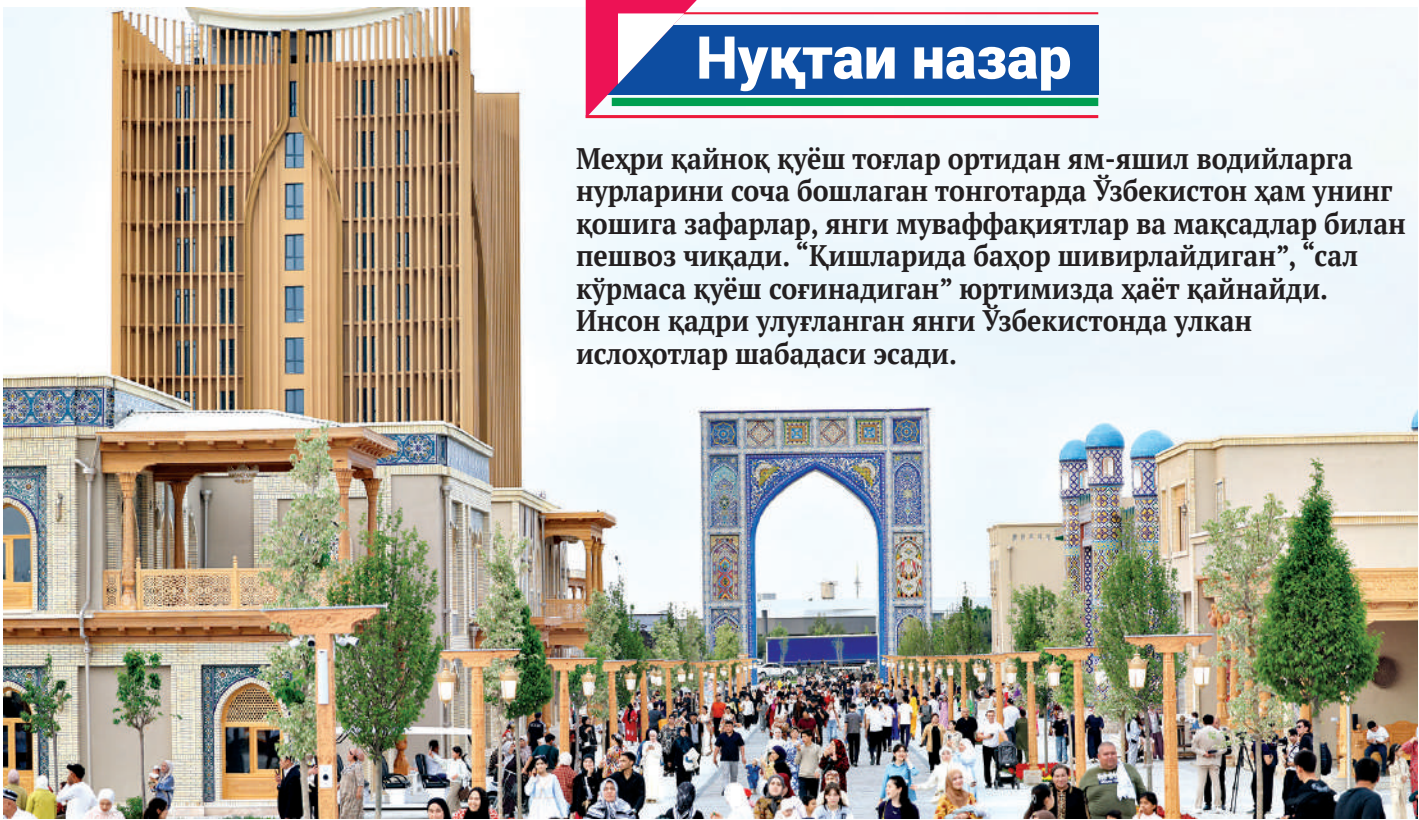 Нуқтаи назар
Меҳри қайноқ қуёш тоғлар ортидан ям-яшил водийларга
нурларини соча бошлаган тонготарда Ўзбекистон ҳам унинг
қошига зафарлар, янги муваффақиятлар ва мақсадлар билан
пешвоз чиқади. “Қишларида баҳор шивирлайдиган”, “сал
кўрмаса қуёш соғинадиган” юртимизда ҳаёт қайнайди.
Инсон қадри улуғланган янги Ўзбекистонда улкан
ислоҳотлар шабадаси эсади.